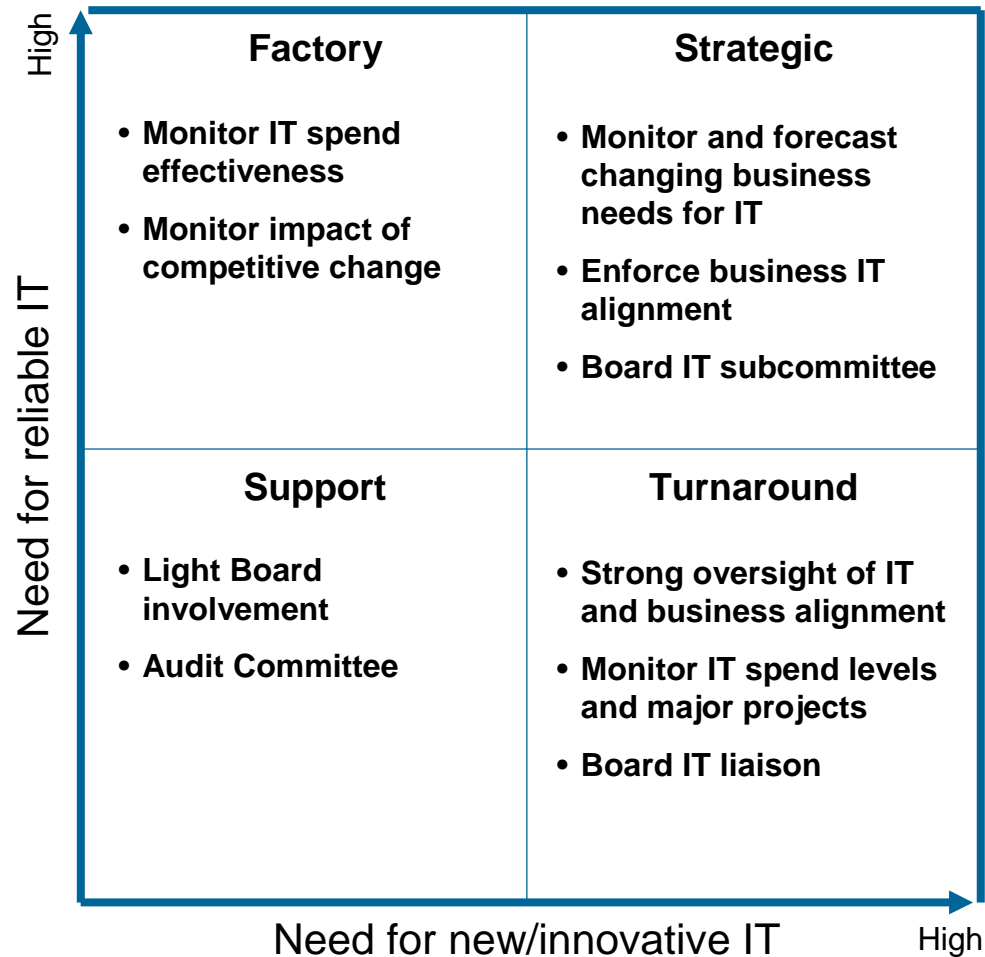 High
Need for reliable IT
Factory
• Monitor IT spend
effectiveness
• Monitor impact of
competitive change
Strategic
• Monitor and forecast
changing business
needs for IT
• Enforce business IT
alignment
• Board IT subcommittee
Support
• Light Board
involvement
• Audit Committee
Turnaround
• Strong oversight of IT
and business alignment
• Monitor IT spend levels
and major projects
• Board IT liaison
Need for new/innovative IT
High